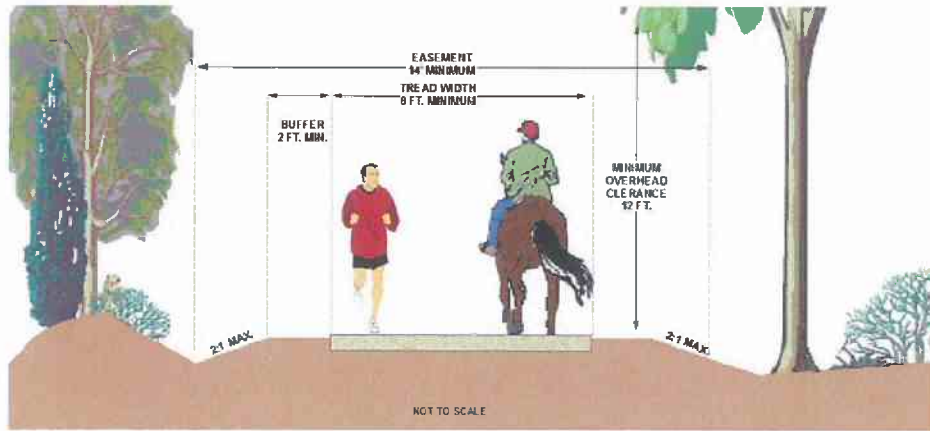 EASEMENT
14' MINIMUM
TREAD WIDTH
8 FT. MINIMUM
BUFFER
2 FT. MIN.
MINIMUM
OVERHEAD
CLERANCE
12 FT.
2:1 MAX.
2:1 MAX.
NOT TO SCALE